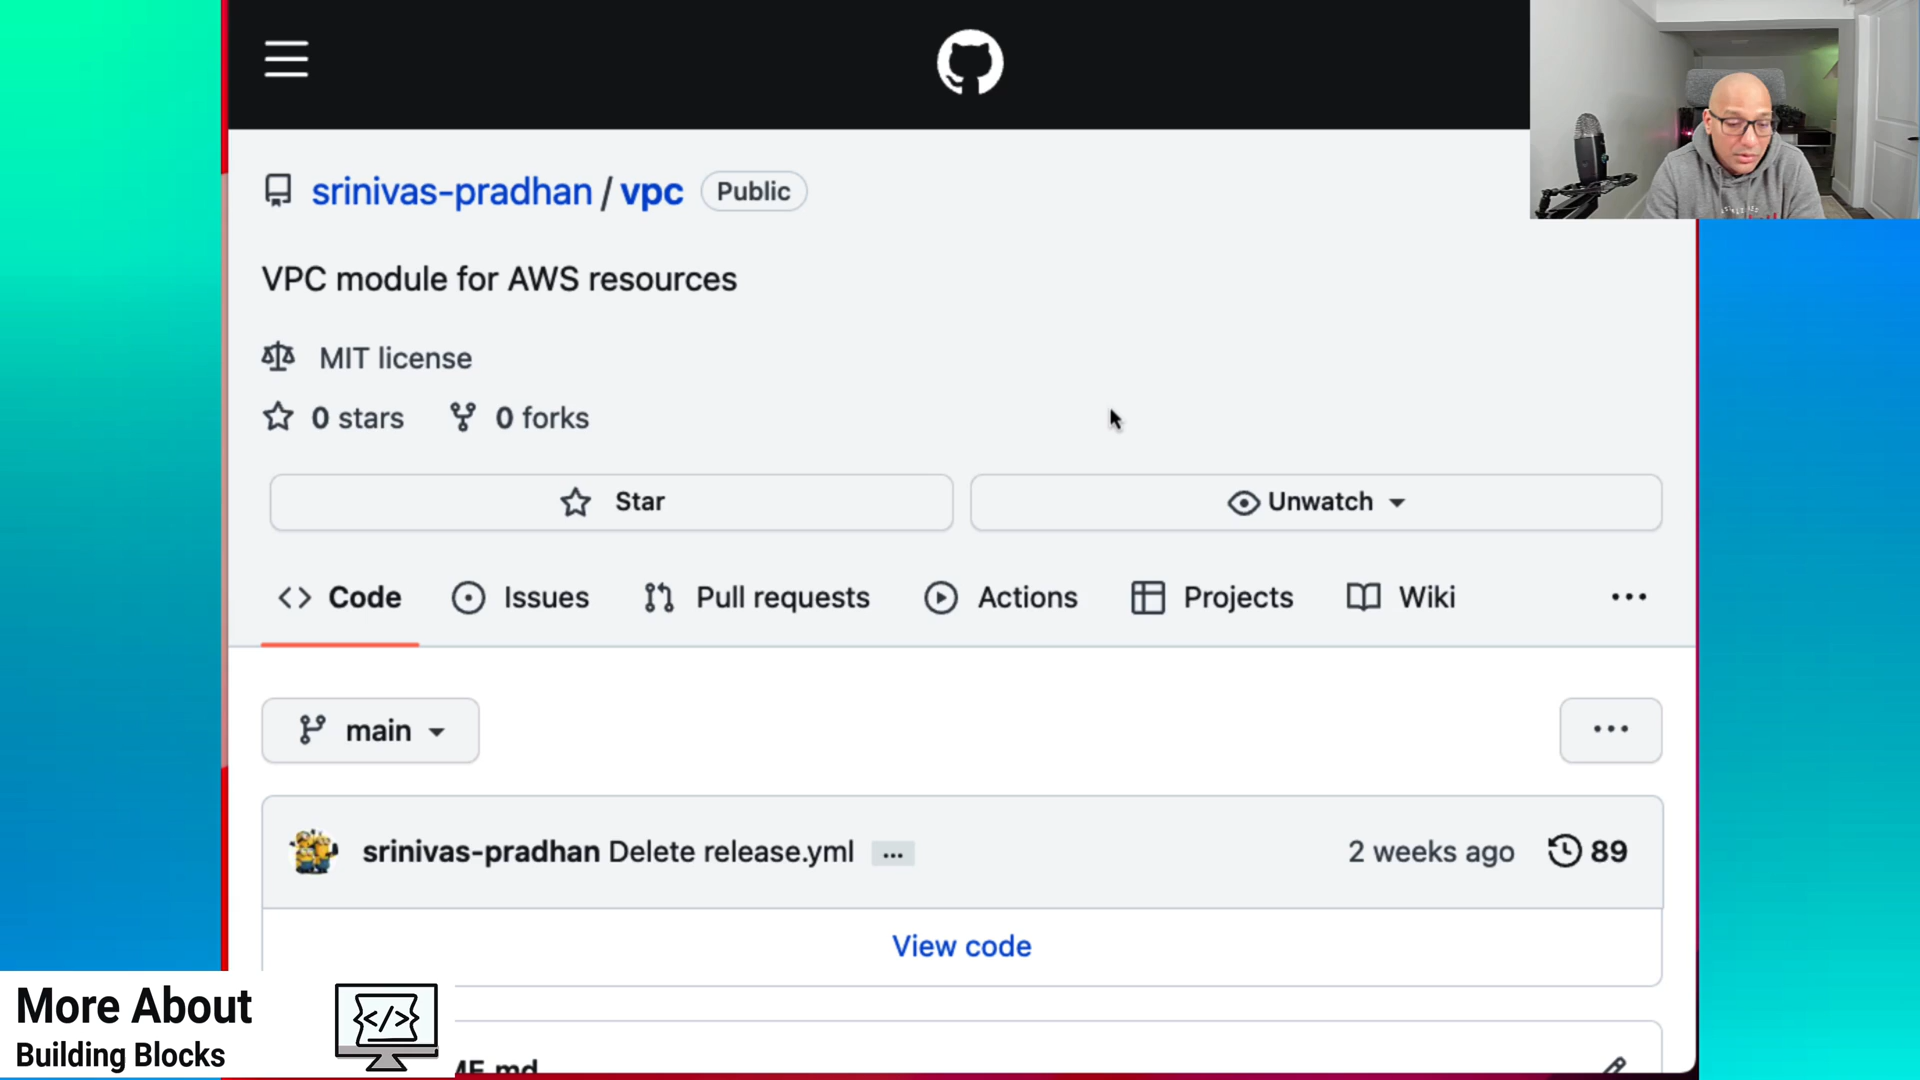 srinivas-pradhan / vpc Public
VPC module for AWS resources
MIT license
0 stars 0 forks
Star
Unwatch
Code Issues Pull requests Actions Projects Wiki
main
srinivas-pradhan Delete release.yml
2 weeks ago 89
View code
More About
Building Blocks